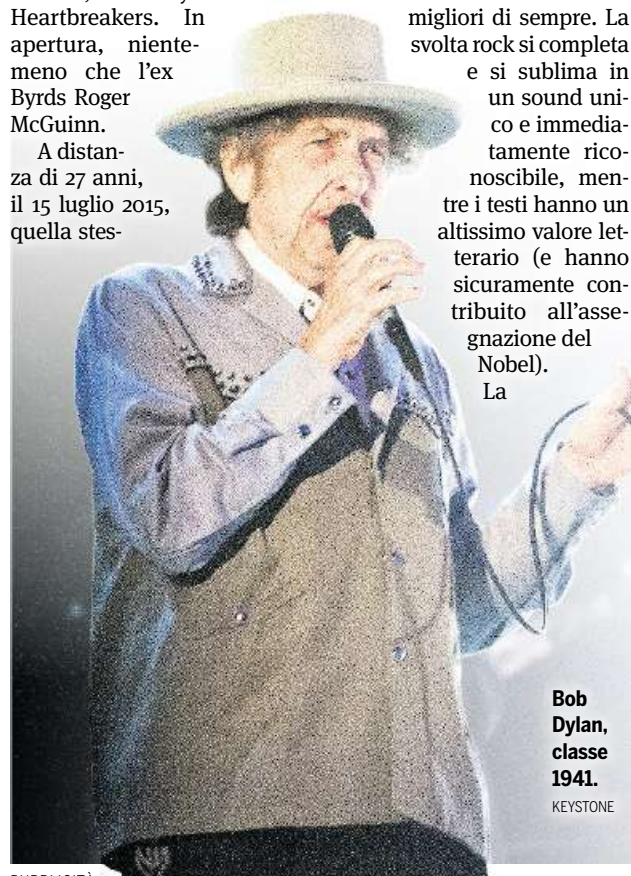 Heartbreakers. In
apertura, niente-
meno che l'ex
Byrds Roger
McGuinn.
A distan-
za di 27 anni,
il 15 luglio 2015,
quella stes-
migliori di sempre. La
svolta rock si completa
e si sublima in
un sound uni-
co e immedia-
tamente rico-
noscibile, men-
tre i testi hanno un
altissimo valore let-
terario (e hanno
sicuramente con-
tribuito all'asse-
gnazione del
Nobel).
La
Bob
Dylan,
classe
1941.
KEYSTONE